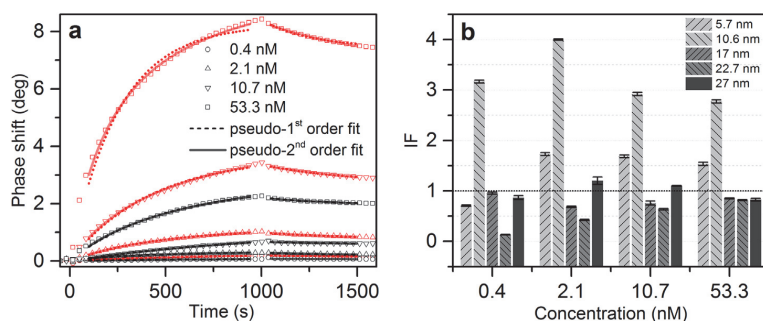 a
Phase shift (deg)
8
6
4
2
0
0.4 nM
2.1 nM
10.7 nM
53.3 nM
pseudo-1st order fit
pseudo-2nd order fit
0
500
1000
1500
Time (s)
b
IF
4
3
2
1
0
5.7 nm
10.6 nm
17 nm
22.7 nm
27 nm
0.4
2.1
10.7
53.3
Concentration (nM)